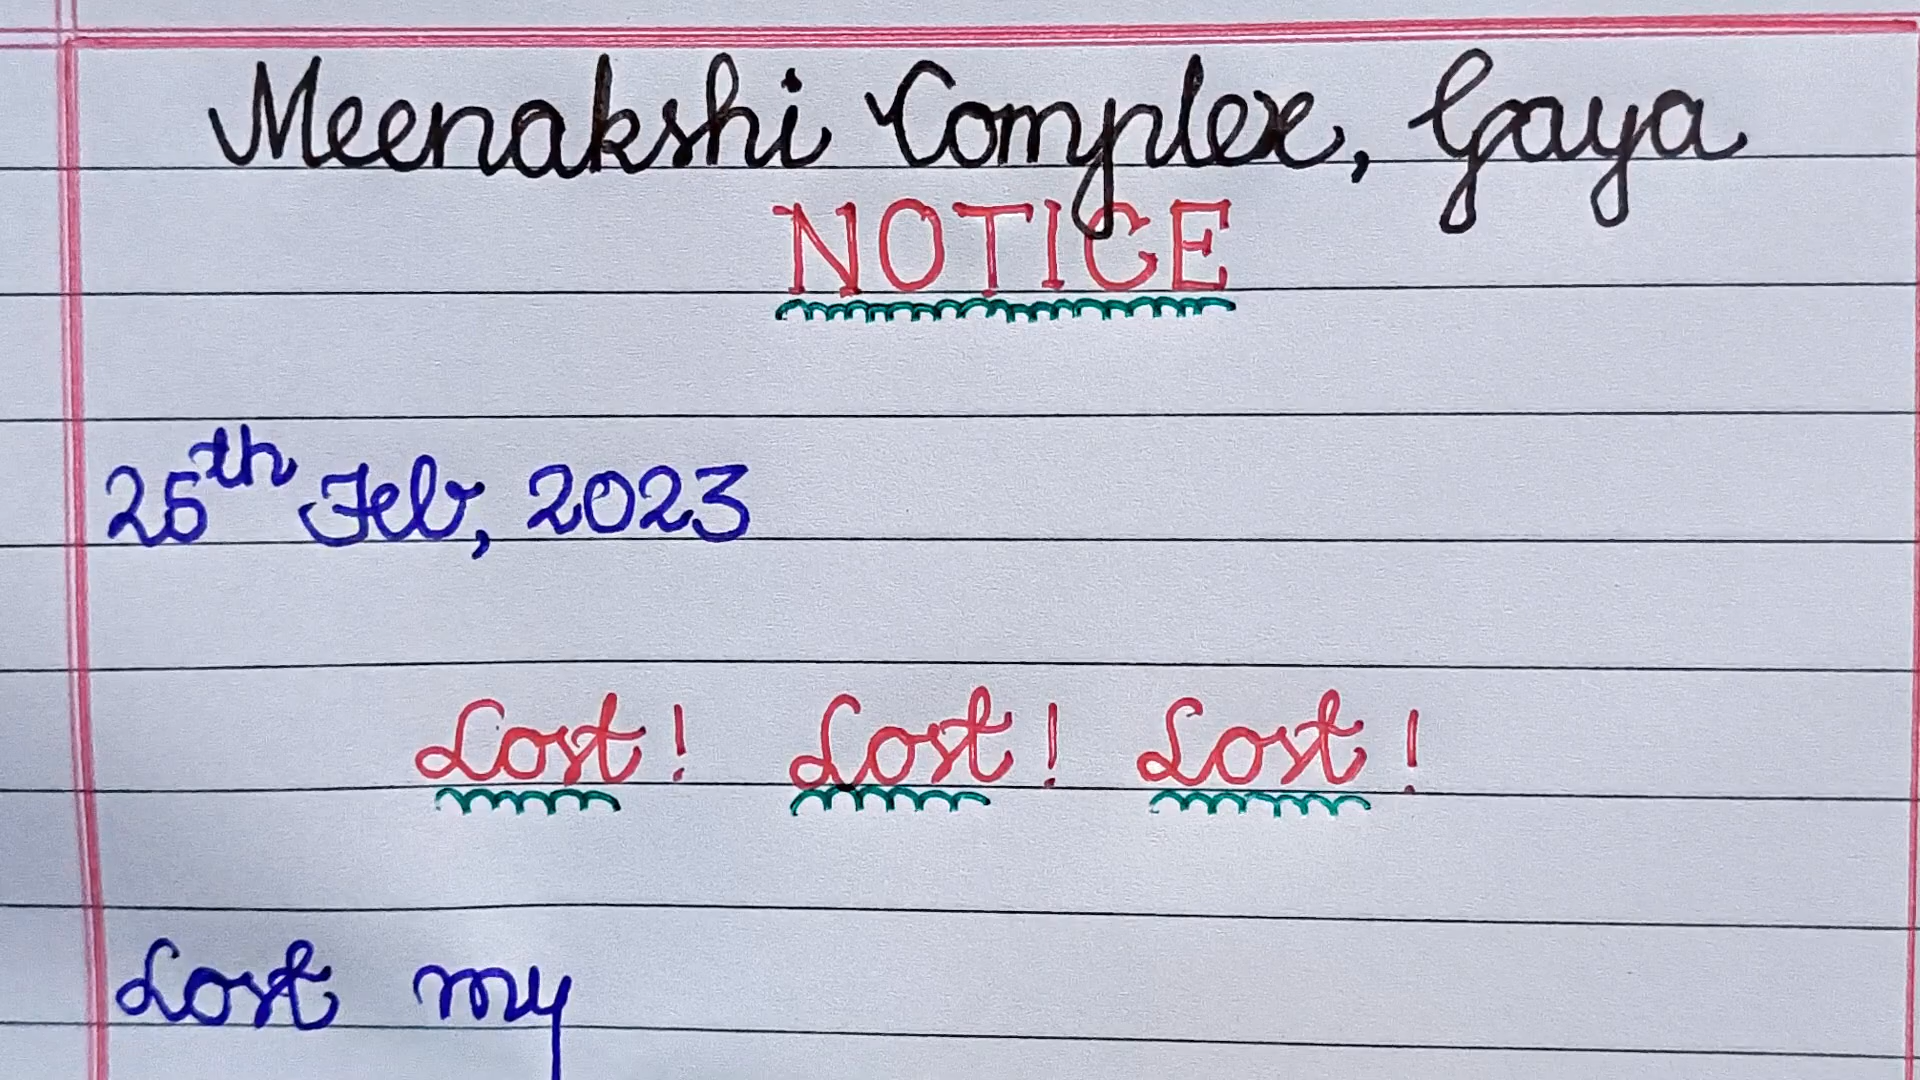 Meenakshi Complex, Gaya
NOTICE
25th Feb, 2023
Lost! Lost! Lost!
Lost my